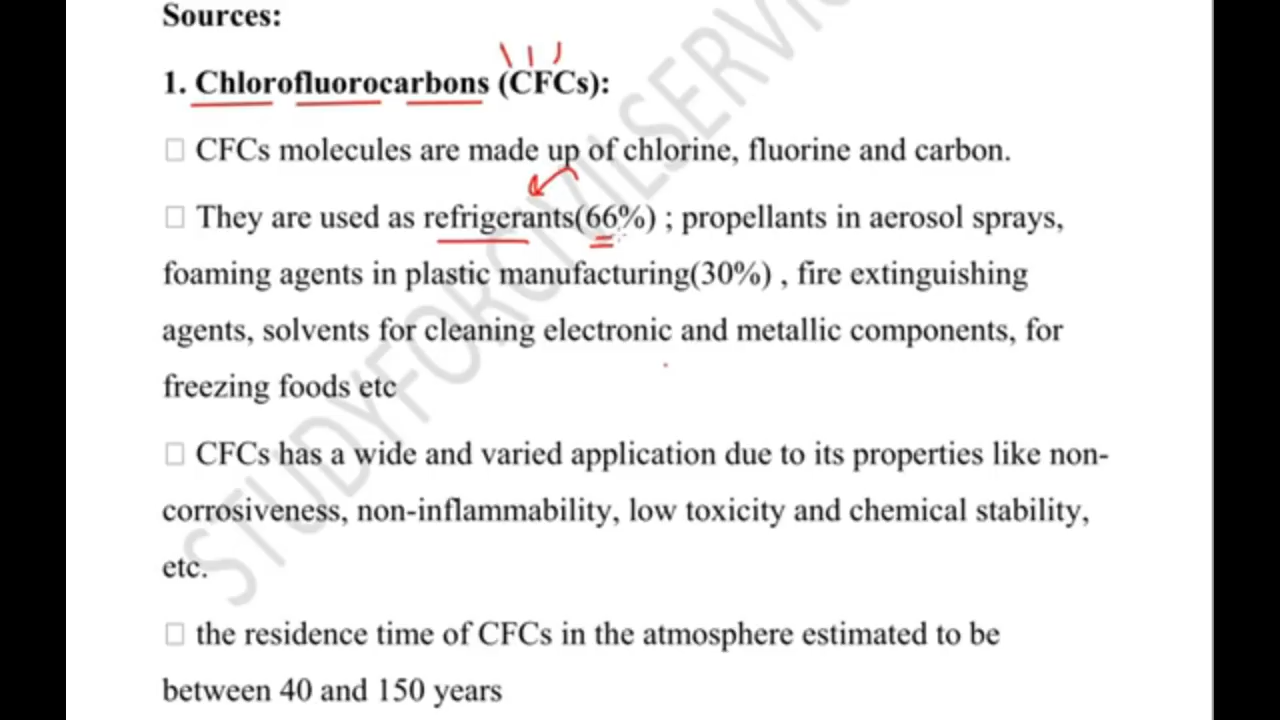 Sources:
1. Chlorofluorocarbons (CFCs):
□ CFCs molecules are made up of chlorine, fluorine and carbon.
□ They are used as refrigerants(66%) ; propellants in aerosol sprays,
foaming agents in plastic manufacturing(30%) , fire extinguishing
agents, solvents for cleaning electronic and metallic components, for
freezing foods etc
□ CFCs has a wide and varied application due to its properties like non-
corrosiveness, non-inflammability, low toxicity and chemical stability,
etc.
□ the residence time of CFCs in the atmosphere estimated to be
between 40 and 150 years
STUDYFORCIVILSERVI